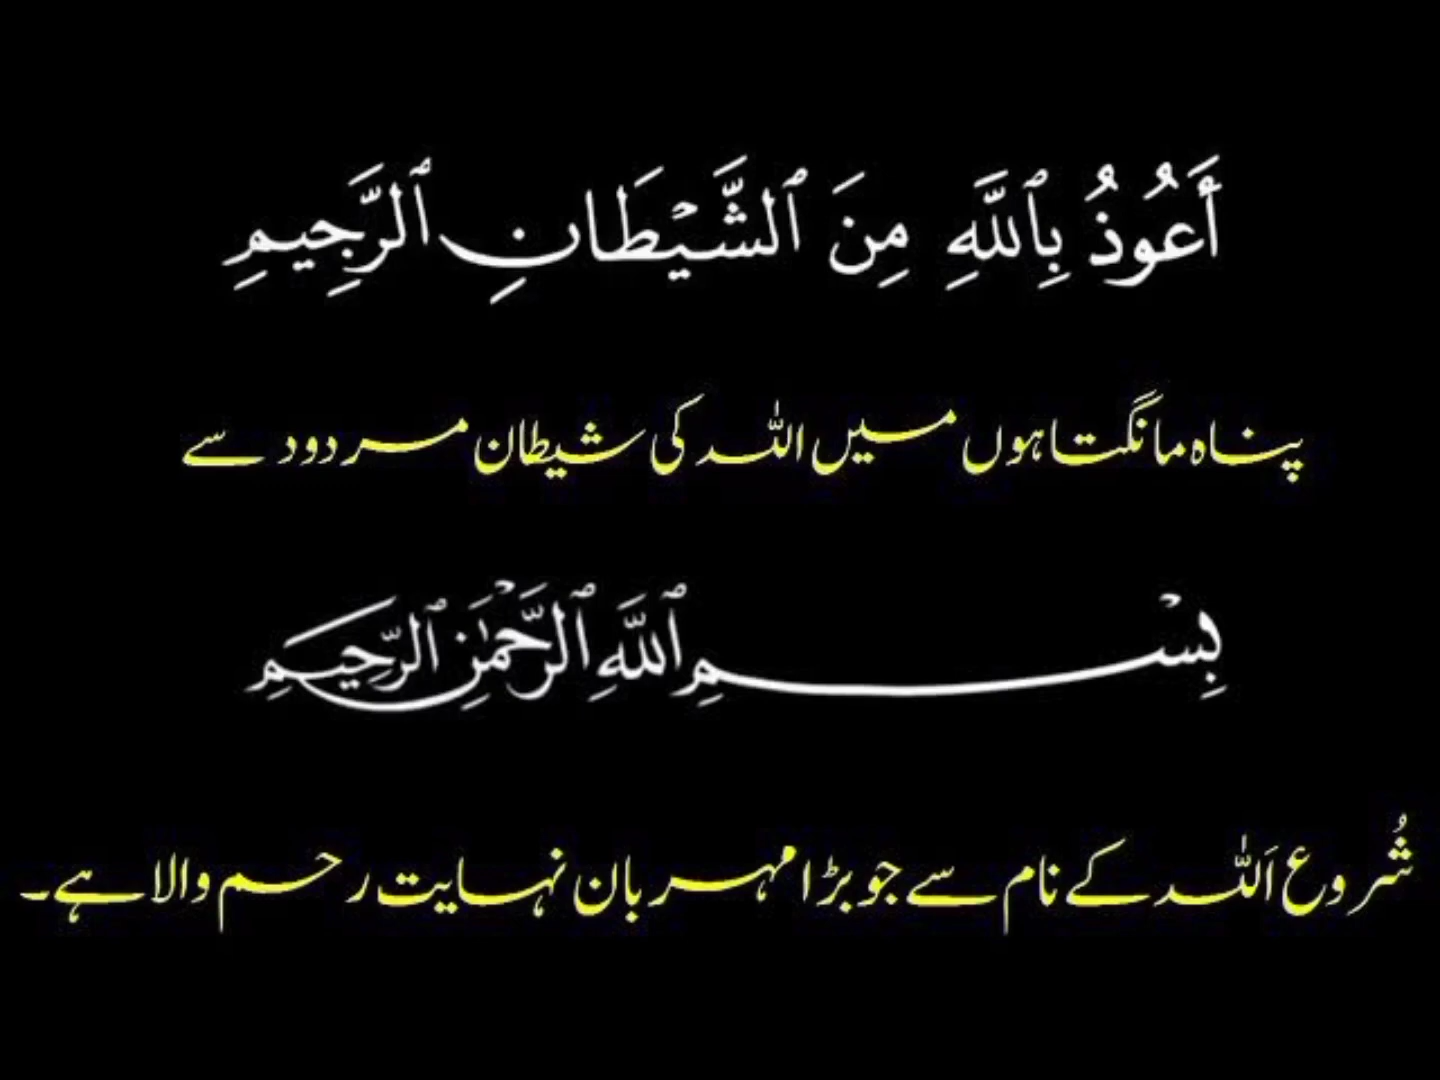 أَعُوذُ بِٱللَّهِ مِنَ ٱلشَّيۡطَانِ ٱلرَّجِيمِ
پناہ مانگتا ہوں میں اللہ کی شیطان مردود سے
بِسۡمِ ٱللَّهِ ٱلرَّحۡمَٰنِ ٱلرَّحِيمِ
شُروع اَللہ کے نام سے جو بڑا مہربان نہایت رحم والا ہے۔